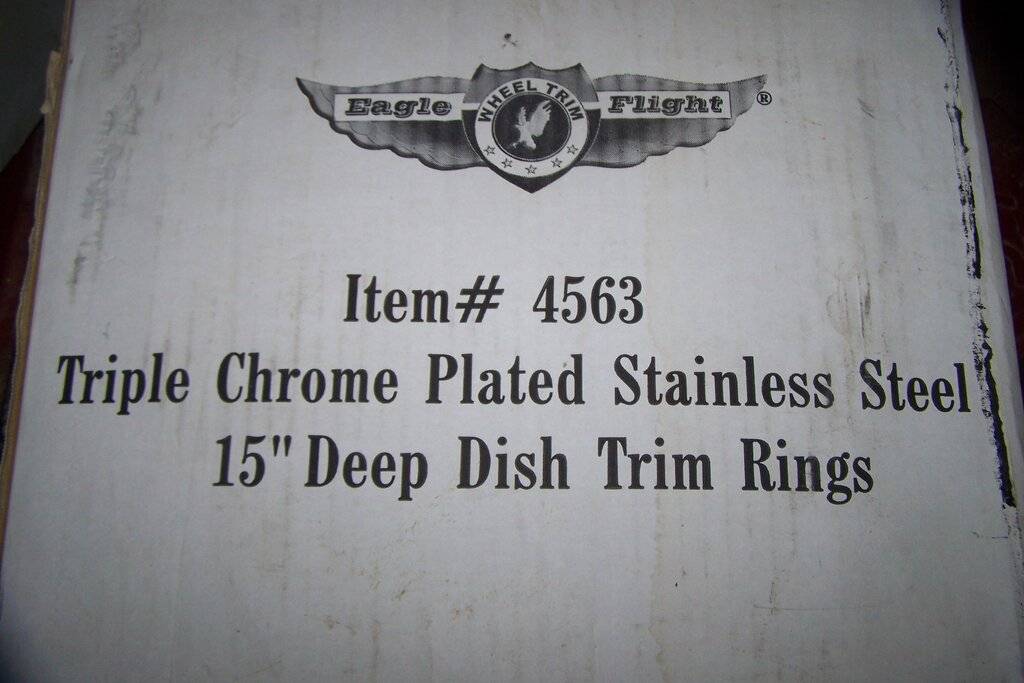 Eagle WHEEL TRIM Flight ®
Item# 4563
Triple Chrome Plated Stainless Steel
15" Deep Dish Trim Rings